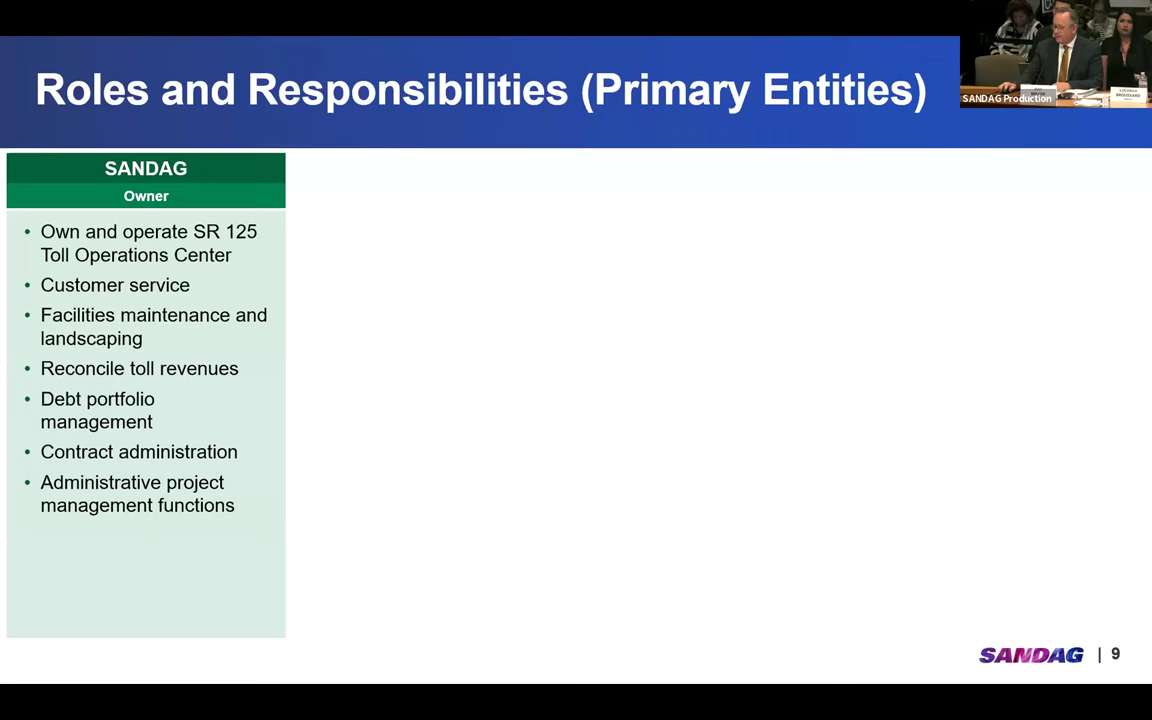 Roles and Responsibilities (Primary Entities)
SANDAG Production
BROUSSARD
SANDAG
Owner
• Own and operate SR 125
Toll Operations Center
• Customer service
• Facilities maintenance and
landscaping
• Reconcile toll revenues
• Debt portfolio
management
• Contract administration
• Administrative project
management functions
SANDAG | 9